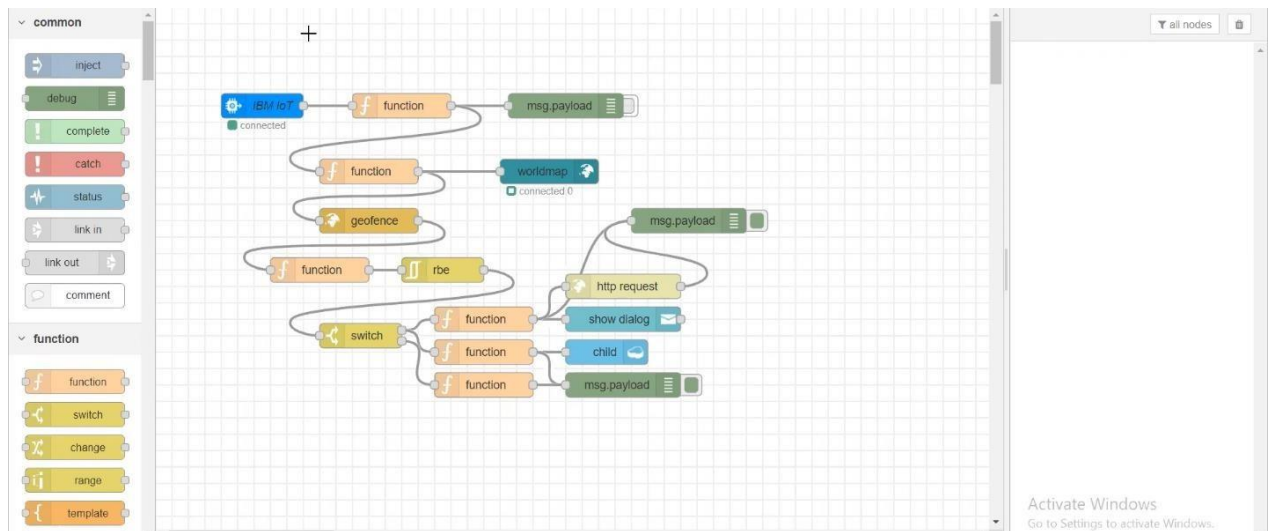 common
inject
debug
complete
catch
status
link in
link out
comment
function
function
switch
change
range
template
IBM IoT
connected
function
msg.payload
function
worldmap
connected 0
geofence
msg.payload
function
rbe
http request
function
show dialog
switch
function
child
function
msg.payload
all nodes
Activate Windows
Go to Settings to activate Windows.